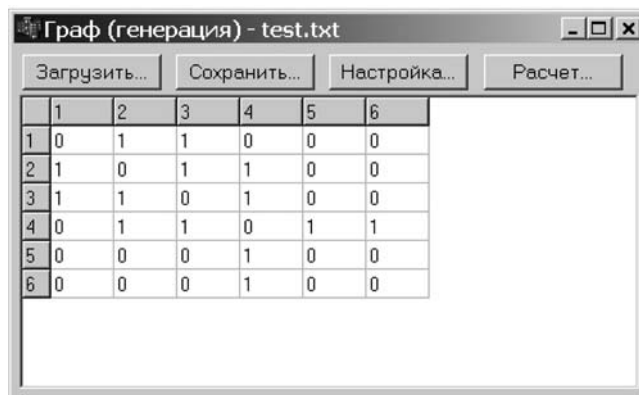 Граф (генерация) - test.txt
Загрузить... Сохранить... Настройка... Расчет...
1 2 3 4 5 6
1 0 1 1 0 0 0
2 1 0 1 1 0 0
3 1 1 0 1 0 0
4 0 1 1 0 1 1
5 0 0 0 1 0 0
6 0 0 0 1 0 0